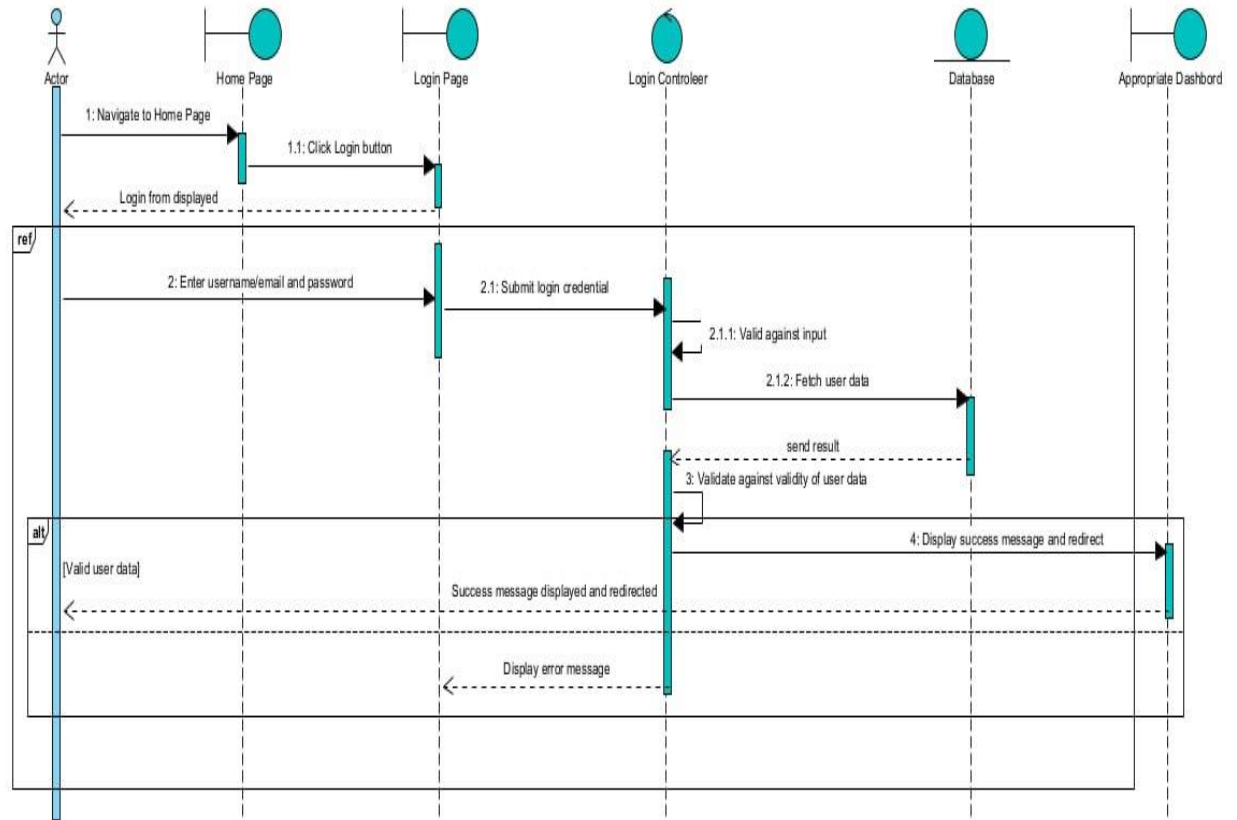 Actor
Home Page
Login Page
Login Controleer
Database
Appropriate Dashbord
1: Navigate to Home Page
1.1: Click Login button
Login from displayed
ref
2: Enter username/email and password
2.1: Submit login credential
2.1.1: Valid against input
2.1.2: Fetch user data
send result
3: Validate against validity of user data
alt
4: Display success message and redirect
[Valid user data]
Success message displayed and redirected
Display error message